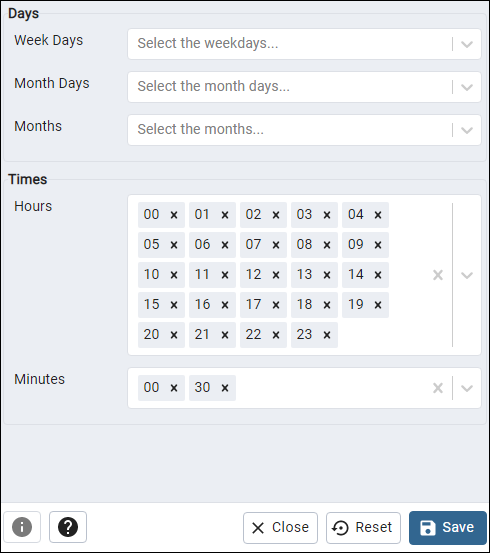 Days
Week Days Select the weekdays...
Month Days Select the month days...
Months Select the months...
Times
Hours 00 × 01 × 02 × 03 × 04 ×
05 × 06 × 07 × 08 × 09 ×
10 × 11 × 12 × 13 × 14 ×
15 × 16 × 17 × 18 × 19 ×
20 × 21 × 22 × 23 ×
Minutes 00 × 30 ×
Close Reset Save